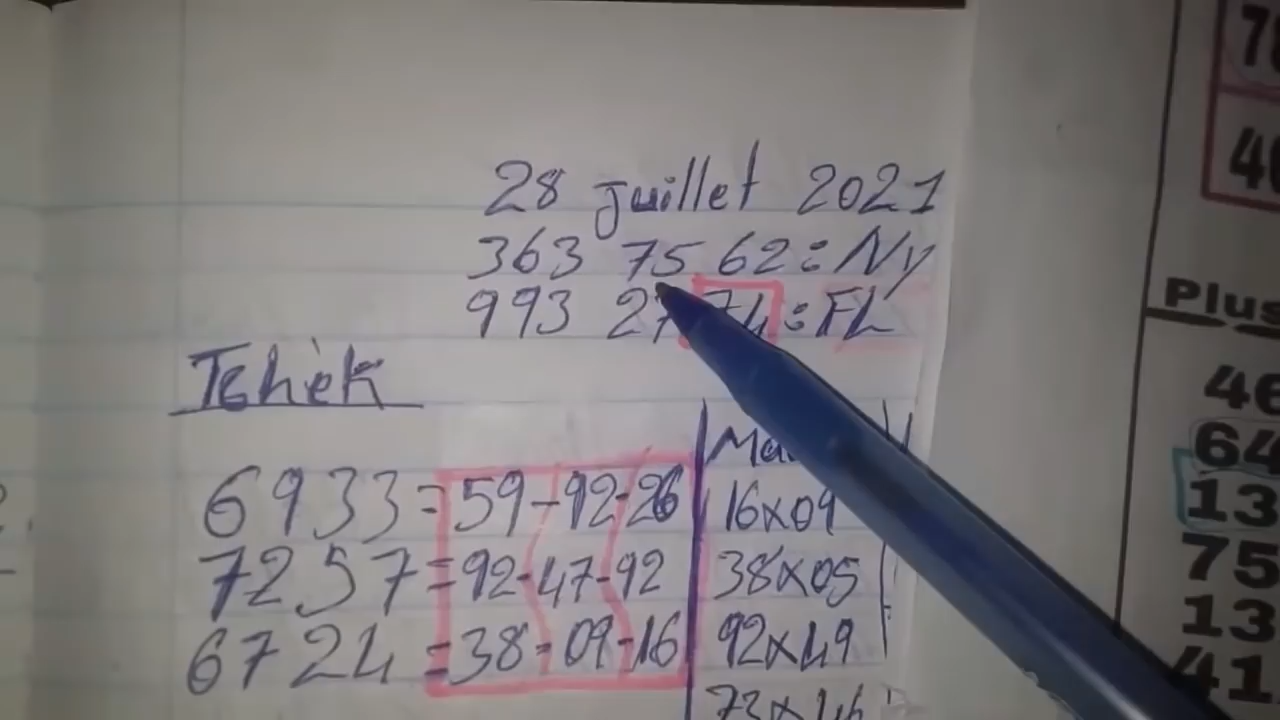 28 juillet 2021
363 75 62 : NY
993 27 74 : FL
Tchèk
6933 = 59-92-26
7257 = 92-47-92
6724 = 38-09-16
16x09
38x05
92x49
73x46
Plus
46
64
13
75
13
41